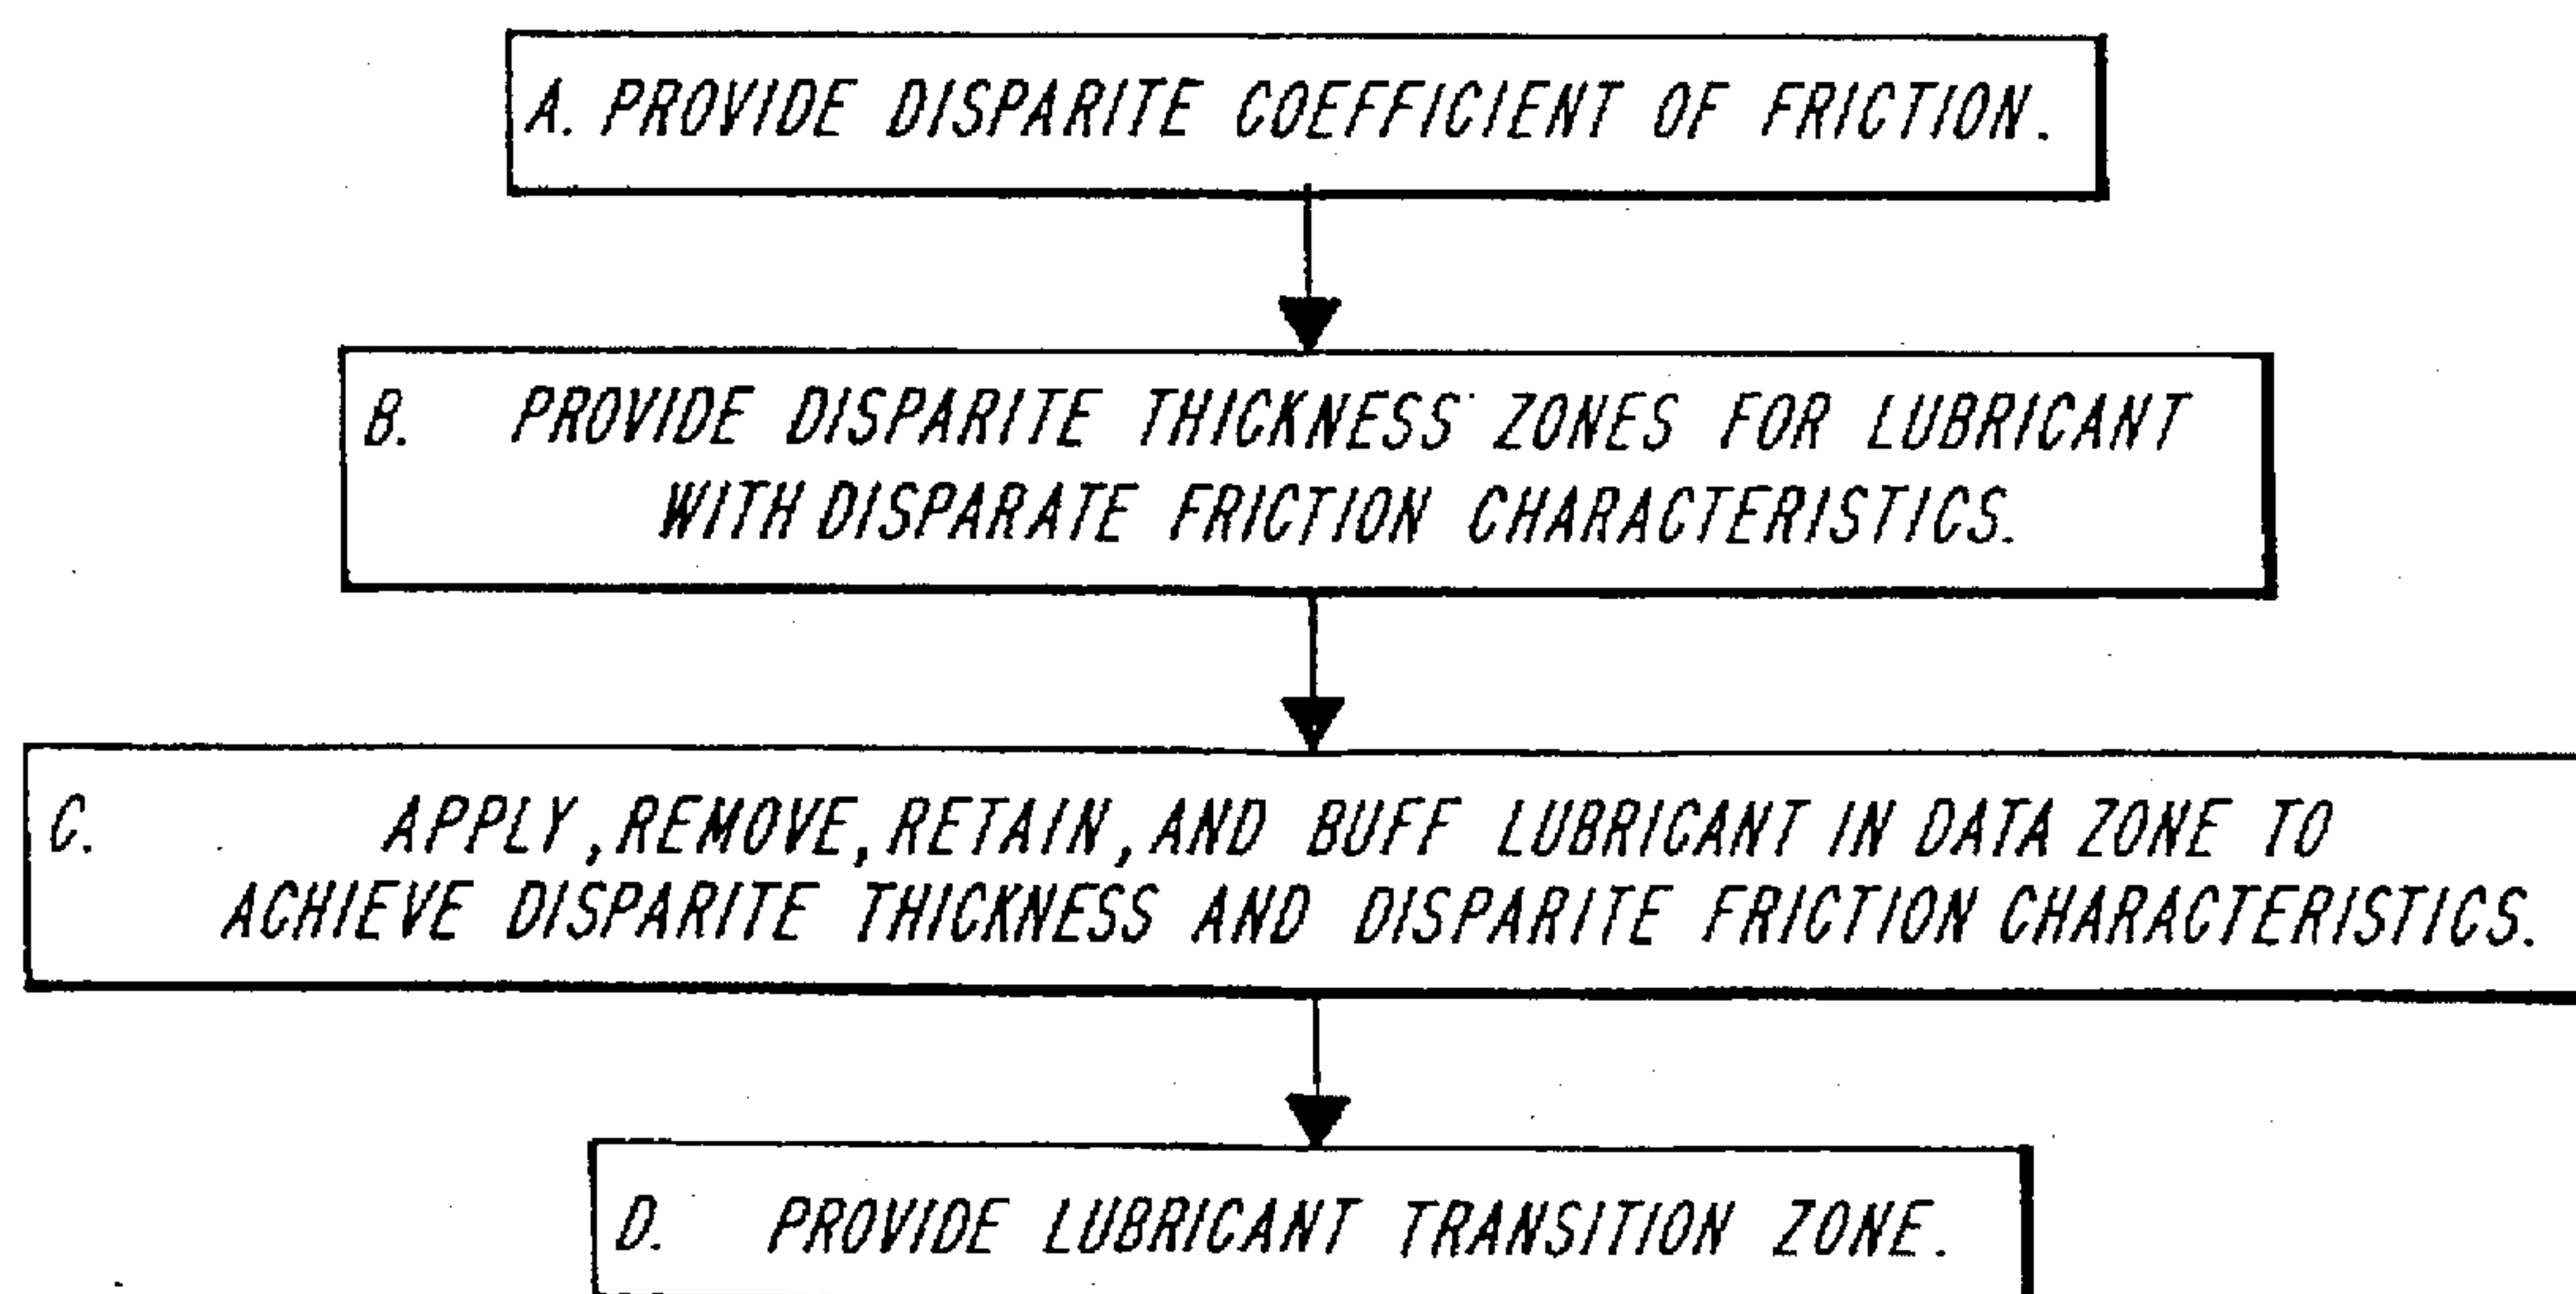 A. PROVIDE DISPARITE COEFFICIENT OF FRICTION.
B. PROVIDE DISPARITE THICKNESS ZONES FOR LUBRICANT
WITH DISPARATE FRICTION CHARACTERISTICS.
C. APPLY, REMOVE, RETAIN, AND BUFF LUBRICANT IN DATA ZONE TO
ACHIEVE DISPARITE THICKNESS AND DISPARITE FRICTION CHARACTERISTICS.
D. PROVIDE LUBRICANT TRANSITION ZONE.